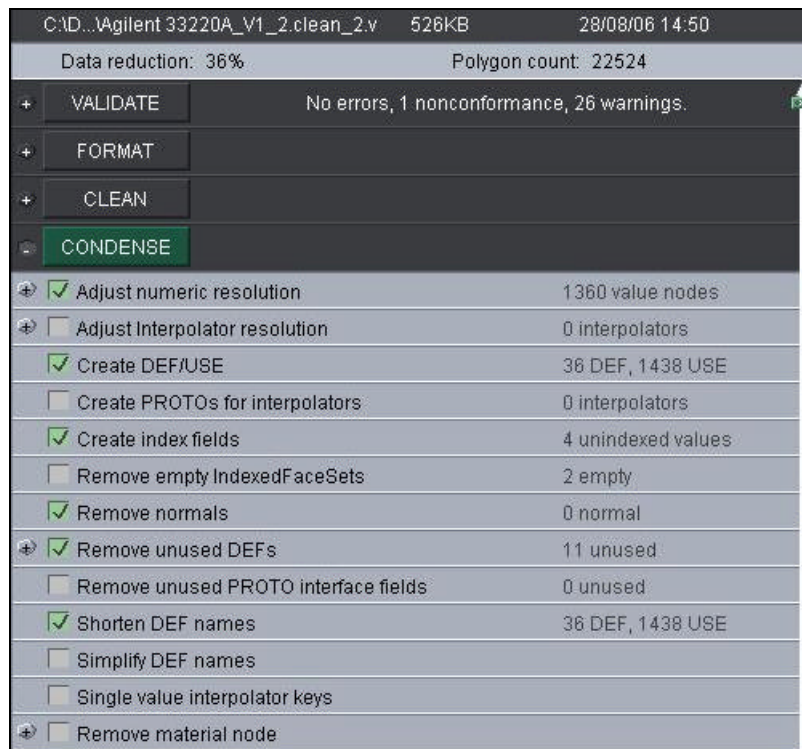 C:\D...\Agilent 33220A_V1_2.clean_2.v 526KB 28/08/06 14:50
Data reduction: 36% Polygon count: 22524
+ VALIDATE No errors, 1 nonconformance, 26 warnings.
+ FORMAT
+ CLEAN
- CONDENSE
Adjust numeric resolution 1360 value nodes
Adjust Interpolator resolution 0 interpolators
Create DEF/USE 36 DEF, 1438 USE
Create PROTOs for interpolators 0 interpolators
Create index fields 4 unindexed values
Remove empty IndexedFaceSets 2 empty
Remove normals 0 normal
Remove unused DEFs 11 unused
Remove unused PROTO interface fields 0 unused
Shorten DEF names 36 DEF, 1438 USE
Simplify DEF names
Single value interpolator keys
Remove material node